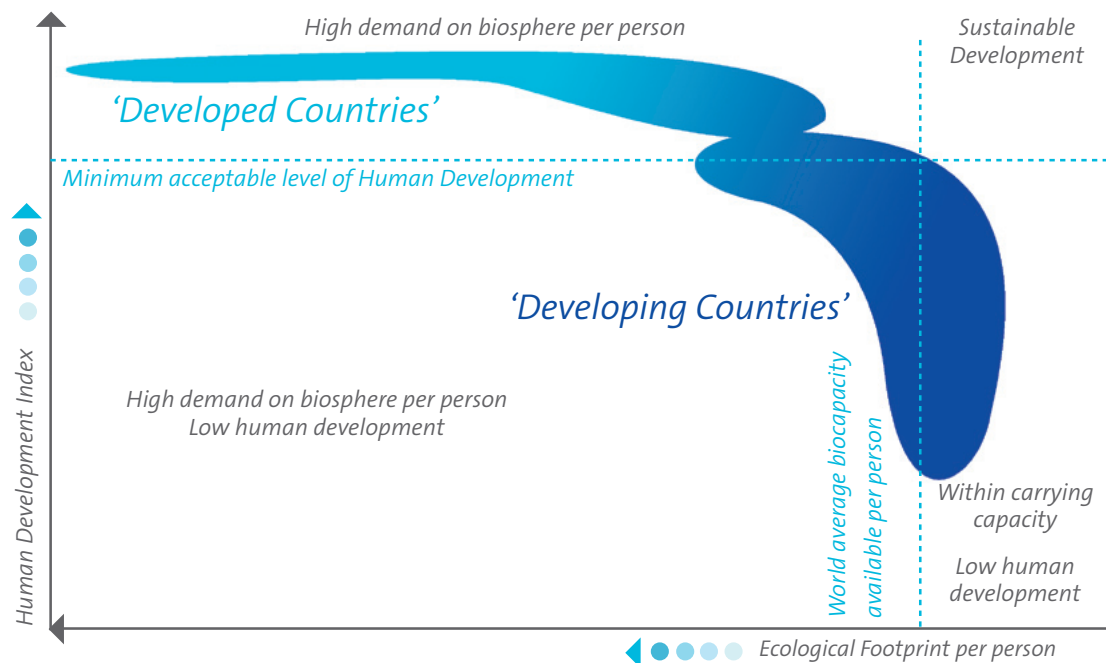 High demand on biosphere per person
Sustainable
Development
‘Developed Countries’
Minimum acceptable level of Human Development
‘Developing Countries’
Human Development Index
High demand on biosphere per person
Low human development
World average biocapacity
available per person
Within carrying
capacity
Low human
development
Ecological Footprint per person